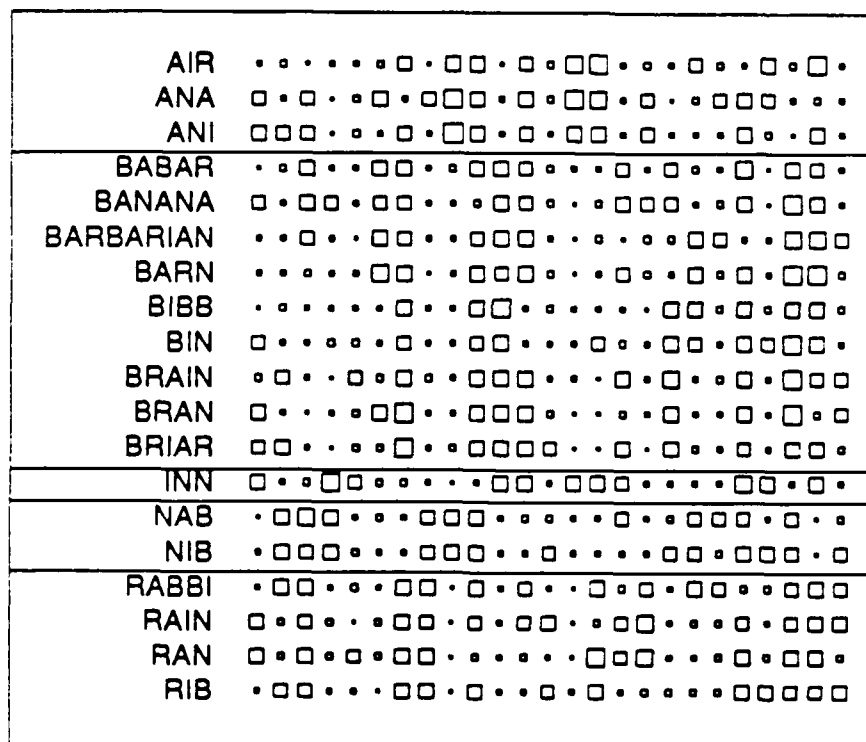 AIR
ANA
ANI
BABAR
BANANA
BARBARIAN
BARN
BIBB
BIN
BRAIN
BRAN
BRIAR
INN
NAB
NIB
RABBI
RAIN
RAN
RIB